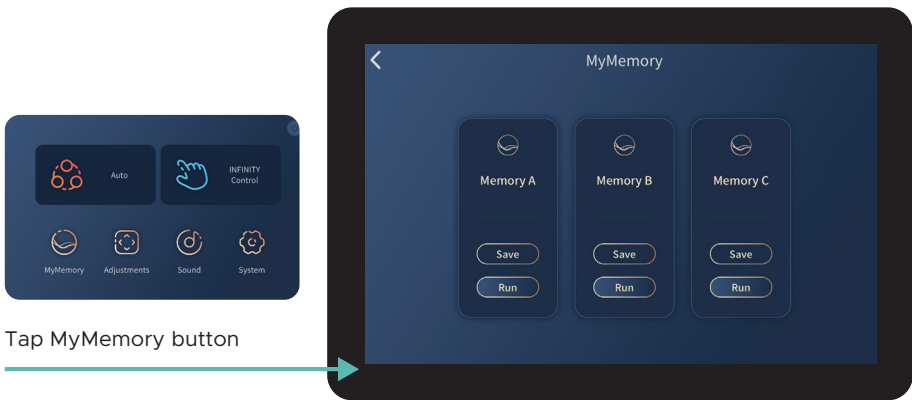 Auto
INFINITY
Control
MyMemory Adjustments Sound System
Tap MyMemory button
MyMemory
Memory A Memory B Memory C
Save Save Save
Run Run Run